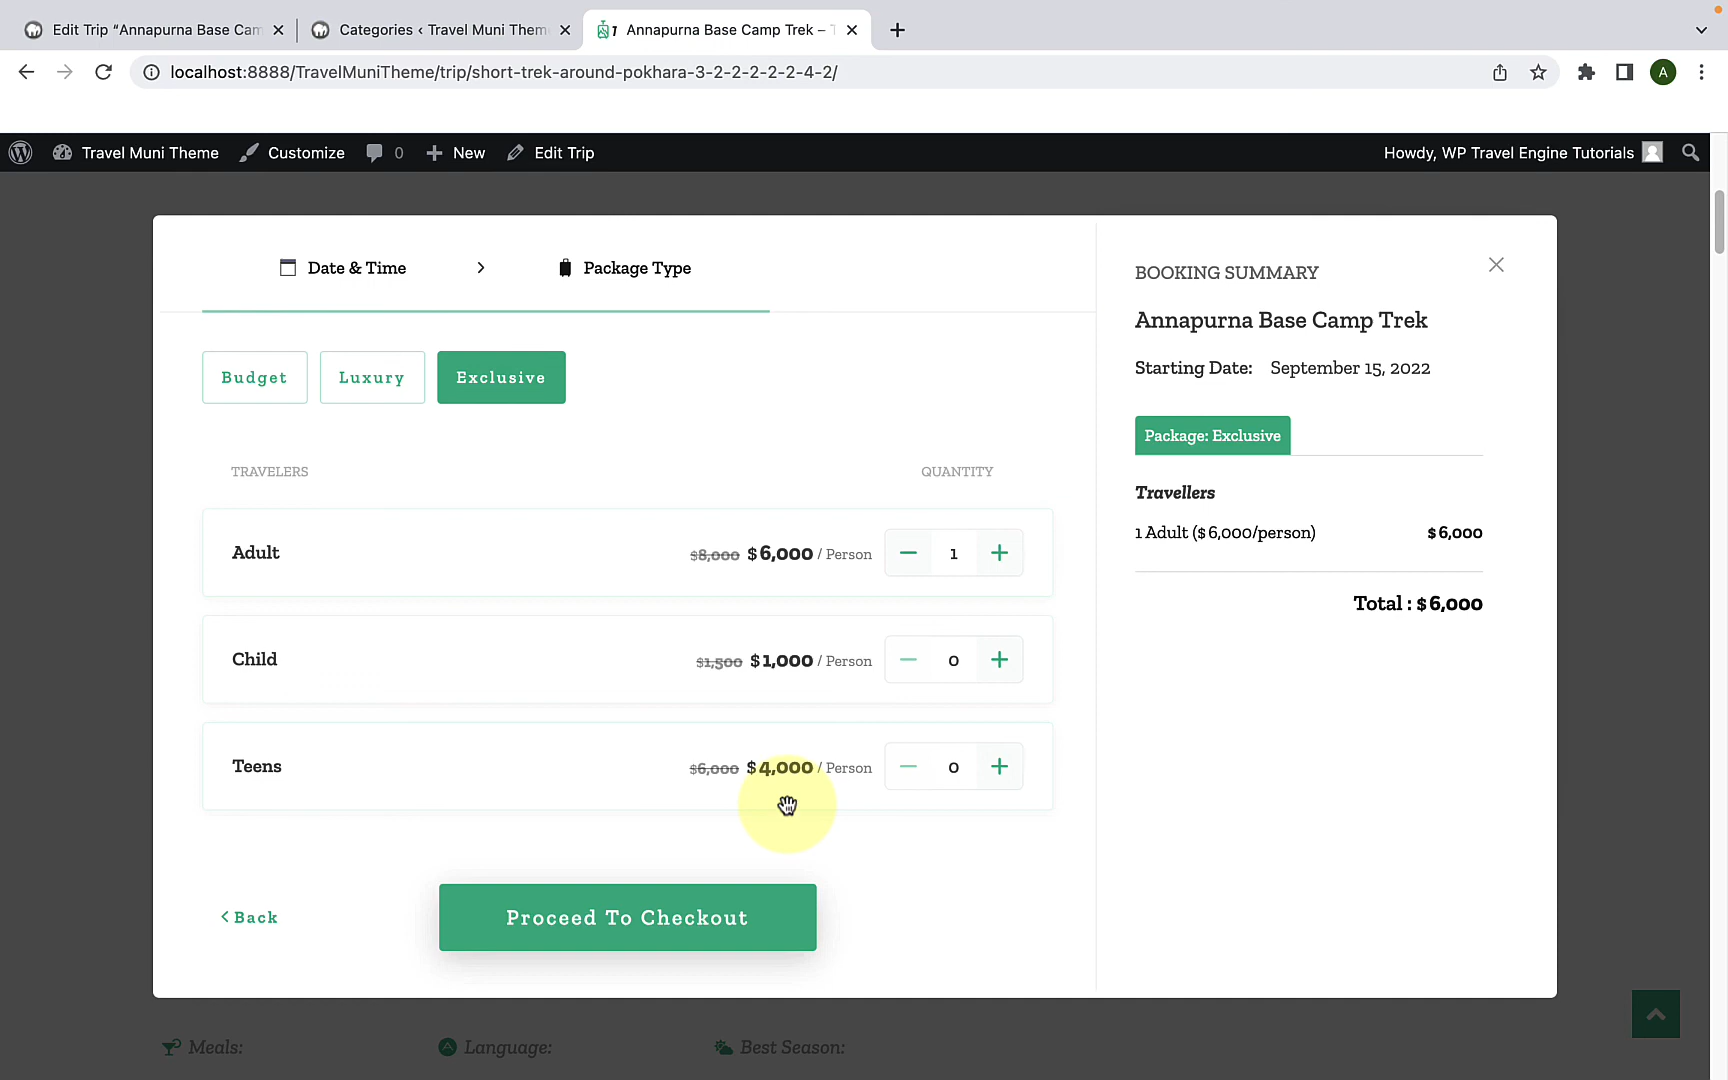 Edit Trip “Annapurna Base Cam
Categories ‹ Travel Muni Them
Annapurna Base Camp Trek –
localhost:8888/TravelMuniTheme/trip/short-trek-around-pokhara-3-2-2-2-2-2-4-2/
A
Travel Muni Theme
Customize
0
New
Edit Trip
Howdy, WP Travel Engine Tutorials
Date & Time
Package Type
BOOKING SUMMARY
Annapurna Base Camp Trek
Starting Date: September 15, 2022
Budget
Luxury
Exclusive
Package: Exclusive
TRAVELERS
QUANTITY
Travellers
1 Adult ($6,000/person) $6,000
Adult $8,000 $6,000 / Person 1
Total : $6,000
Child $1,500 $1,000 / Person 0
Teens $6,000 $4,000 / Person 0
Back
Proceed To Checkout
Meals:
Language:
Best Season: